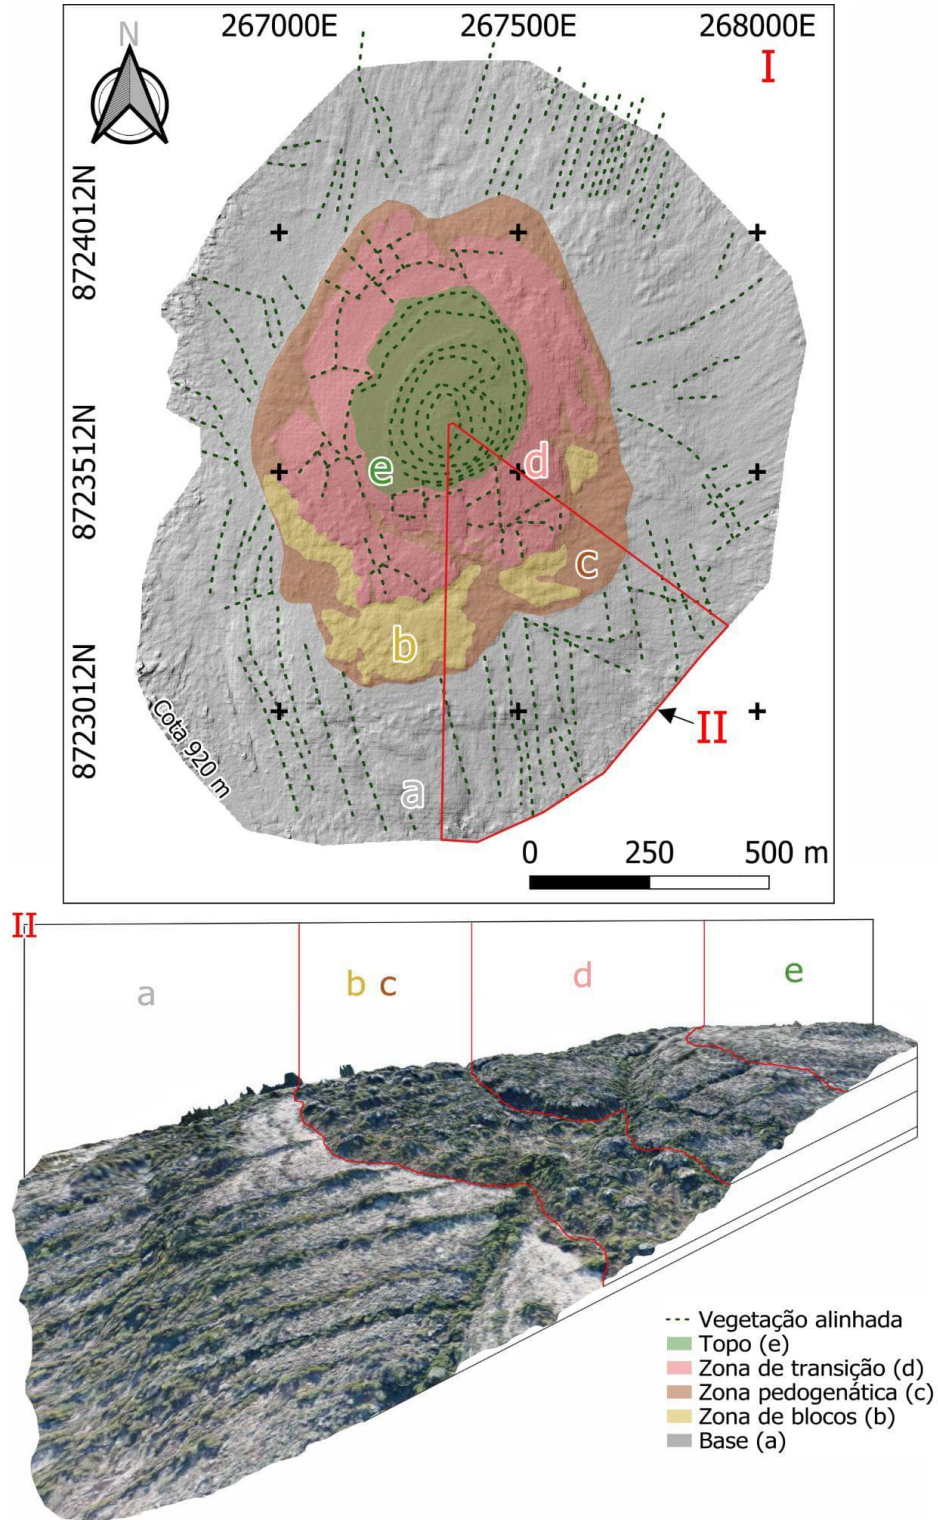 N
267000E 267500E 268000E
I
8724012N
8723512N
8723012N
e
d
c
b
a
II
Cota 920 m
0 250 500 m
II
a
b c
d
e
Vegetação alinhada
Topo (e)
Zona de transição (d)
Zona pedogenática (c)
Zona de blocos (b)
Base (a)